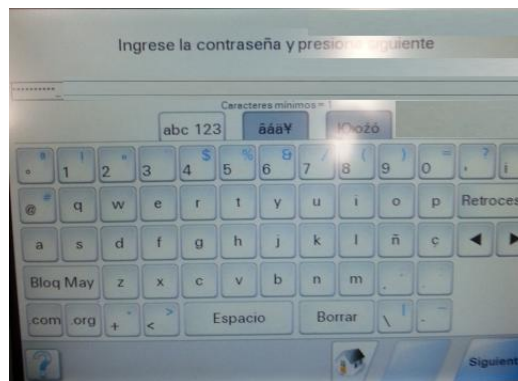 Ingrese la contraseña y presione siguiente
**********_
Caracteres mínimos = 1
abc 123 âáä¥
° 1 ! 2 " 3 4 $ 5 % 6 & 7 / 8 ( 9 ) 0 = ' ? ¡
@ # q w e r t y u i o p Retroces
a s d f g h j k l ñ ç ◀ ▶
Bloq May z x c v b n m
.com .org + * < > Espacio Borrar \ | -
? Siguient